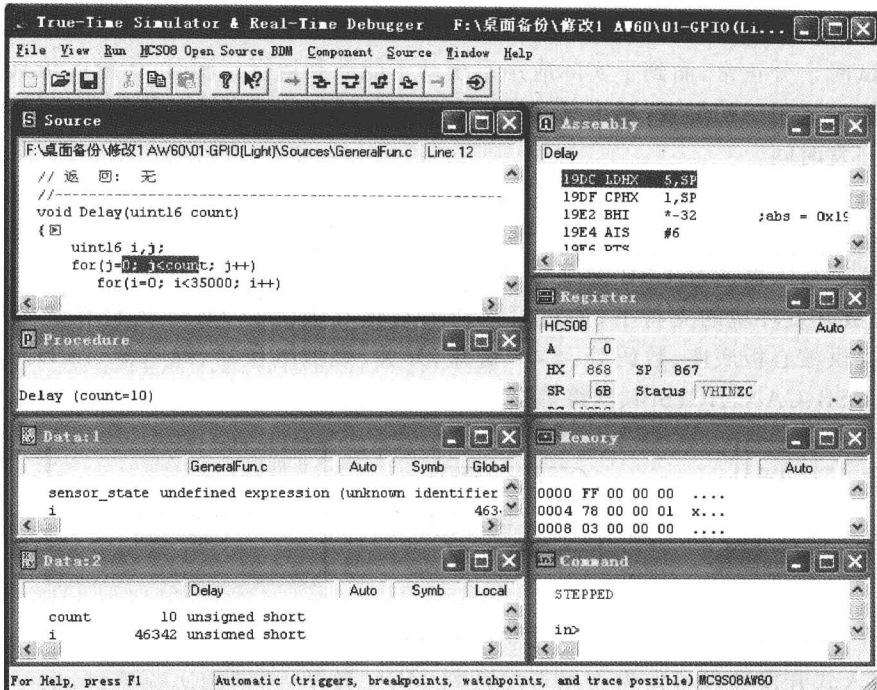 True-Time Simulator & Real-Time Debugger F:\桌面备份\修改1 AW60\01-GPIO(Li...
File View Run HCS08 Open Source BDM Component Source Window Help
Source
F:\桌面备份\修改1 AW60\01-GPIO(Light)\Sources\GeneralFun.c Line: 12
// 返 回: 无
//-----------------------------------------------------
void Delay(uint16 count)
{
uint16 i,j;
for(j=0; j<count; j++)
for(i=0; i<35000; i++)
Assembly
Delay
19DC LDHX 5,SP
19DF CPHX 1,SP
19E2 BHI *-32 ;abs = 0x19
19E4 AIS #6
19E6 RTS
Register
HCS08 Auto
A 0
HX 868 SP 867
SR 6B Status VHINZC
Procedure
Delay (count=10)
Data:1
GeneralFun.c Auto Symb Global
sensor_state undefined expression (unknown identifier
i 463
Memory
Auto
0000 FF 00 00 00 ....
0004 78 00 00 01 x...
0008 03 00 00 00 ....
Data:2
Delay Auto Symb Local
count 10 unsigned short
i 46342 unsigned short
Command
STEPPED
in>
For Help, press F1 Automatic (triggers, breakpoints, watchpoints, and trace possible) MC9S08AW60